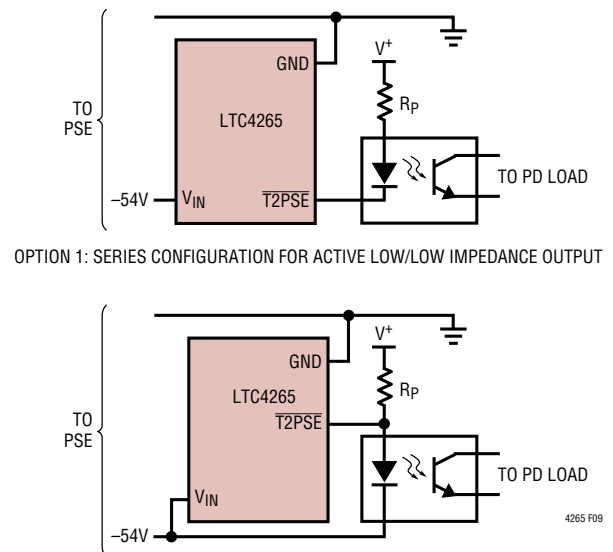 GND
V+
RP
TO
PSE
LTC4265
TO PD LOAD
–54V
VIN
T2PSE
OPTION 1: SERIES CONFIGURATION FOR ACTIVE LOW/LOW IMPEDANCE OUTPUT
V+
GND
RP
LTC4265
TO
PSE
T2PSE
TO PD LOAD
VIN
4265 F09
–54V